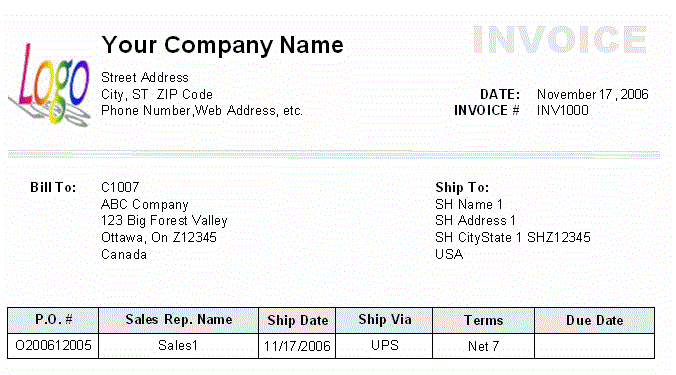 Logo
Your Company Name
INVOICE
Street Address
City, ST ZIP Code
DATE: November 17, 2006
Phone Number,Web Address, etc.
INVOICE # INV1000
Bill To: C1007
ABC Company
123 Big Forest Valley
Ottawa, On Z12345
Canada
Ship To:
SH Name 1
SH Address 1
SH CityState 1 SHZ12345
USA
P.O. # Sales Rep. Name Ship Date Ship Via Terms Due Date
O200612005 Sales1 11/17/2006 UPS Net 7